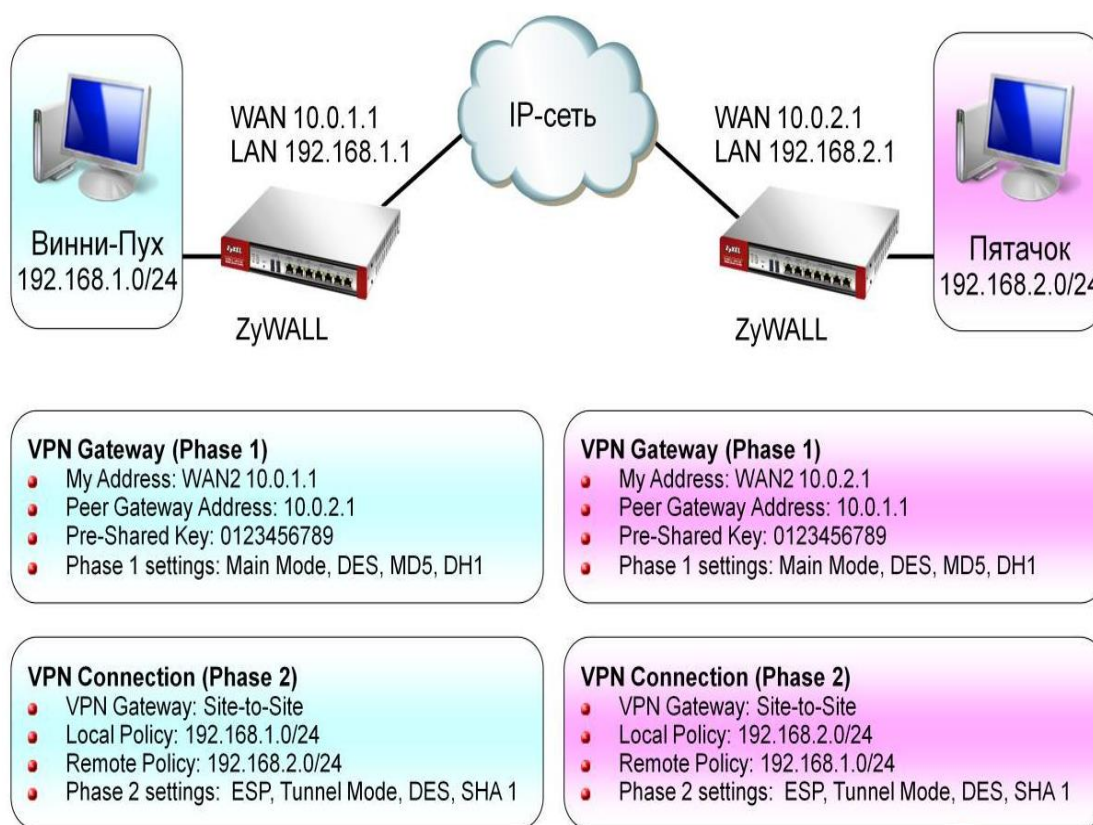 IP-сеть
WAN 10.0.1.1
LAN 192.168.1.1
WAN 10.0.2.1
LAN 192.168.2.1
Винни-Пух
192.168.1.0/24
ZyXEL
ZyWALL
ZyXEL
ZyWALL
Пятачок
192.168.2.0/24
VPN Gateway (Phase 1)
My Address: WAN2 10.0.1.1
Peer Gateway Address: 10.0.2.1
Pre-Shared Key: 0123456789
Phase 1 settings: Main Mode, DES, MD5, DH1
VPN Gateway (Phase 1)
My Address: WAN2 10.0.2.1
Peer Gateway Address: 10.0.1.1
Pre-Shared Key: 0123456789
Phase 1 settings: Main Mode, DES, MD5, DH1
VPN Connection (Phase 2)
VPN Gateway: Site-to-Site
Local Policy: 192.168.1.0/24
Remote Policy: 192.168.2.0/24
Phase 2 settings: ESP, Tunnel Mode, DES, SHA 1
VPN Connection (Phase 2)
VPN Gateway: Site-to-Site
Local Policy: 192.168.2.0/24
Remote Policy: 192.168.1.0/24
Phase 2 settings: ESP, Tunnel Mode, DES, SHA 1